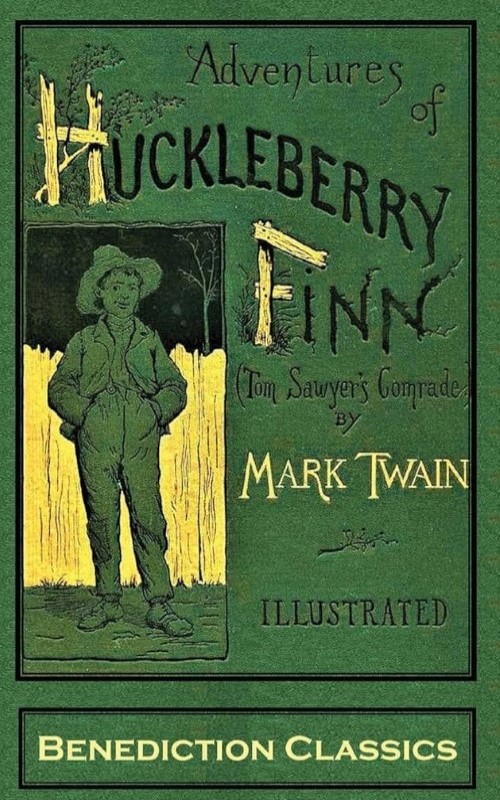 Adventures
of
HUCKLEBERRY
FINN
(Tom Sawyer's Comrade)
BY
MARK TWAIN
ILLUSTRATED
BENEDICTION CLASSICS